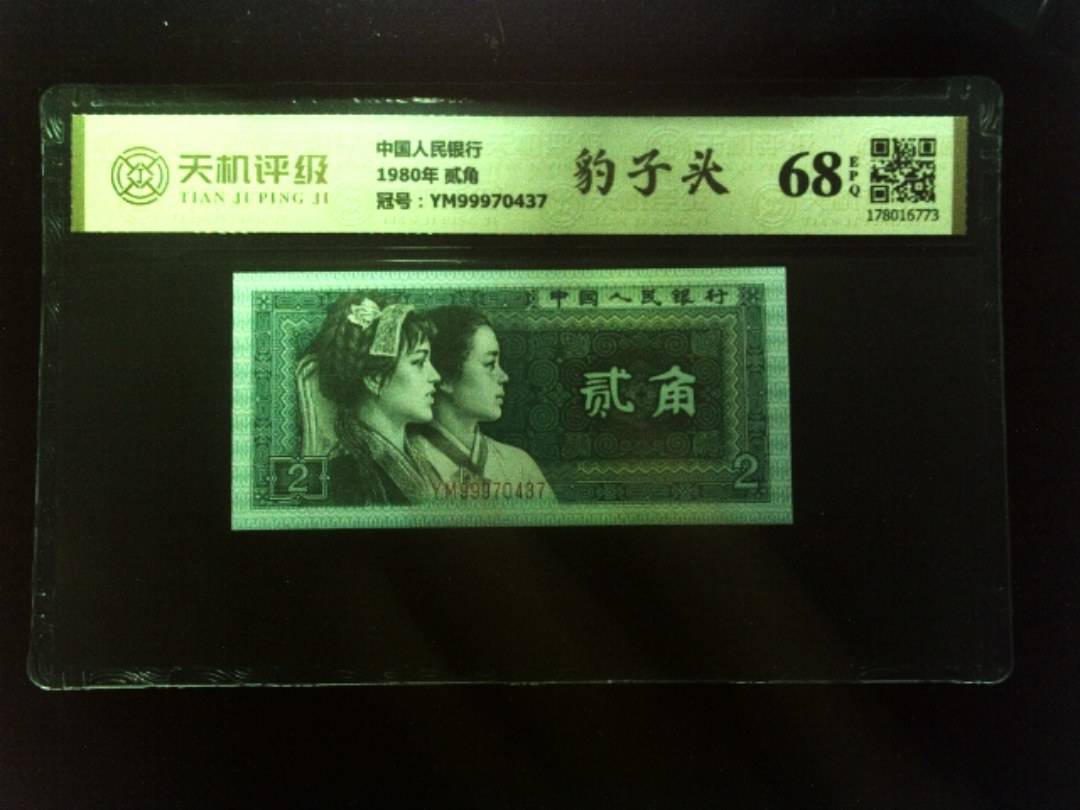 天机评级
TIAN JI PING JI
中国人民银行
1980年 贰角
冠号：YM99970437
豹子头
68
EPQ
178016773
中国人民银行
贰角
2
2
YM99970437